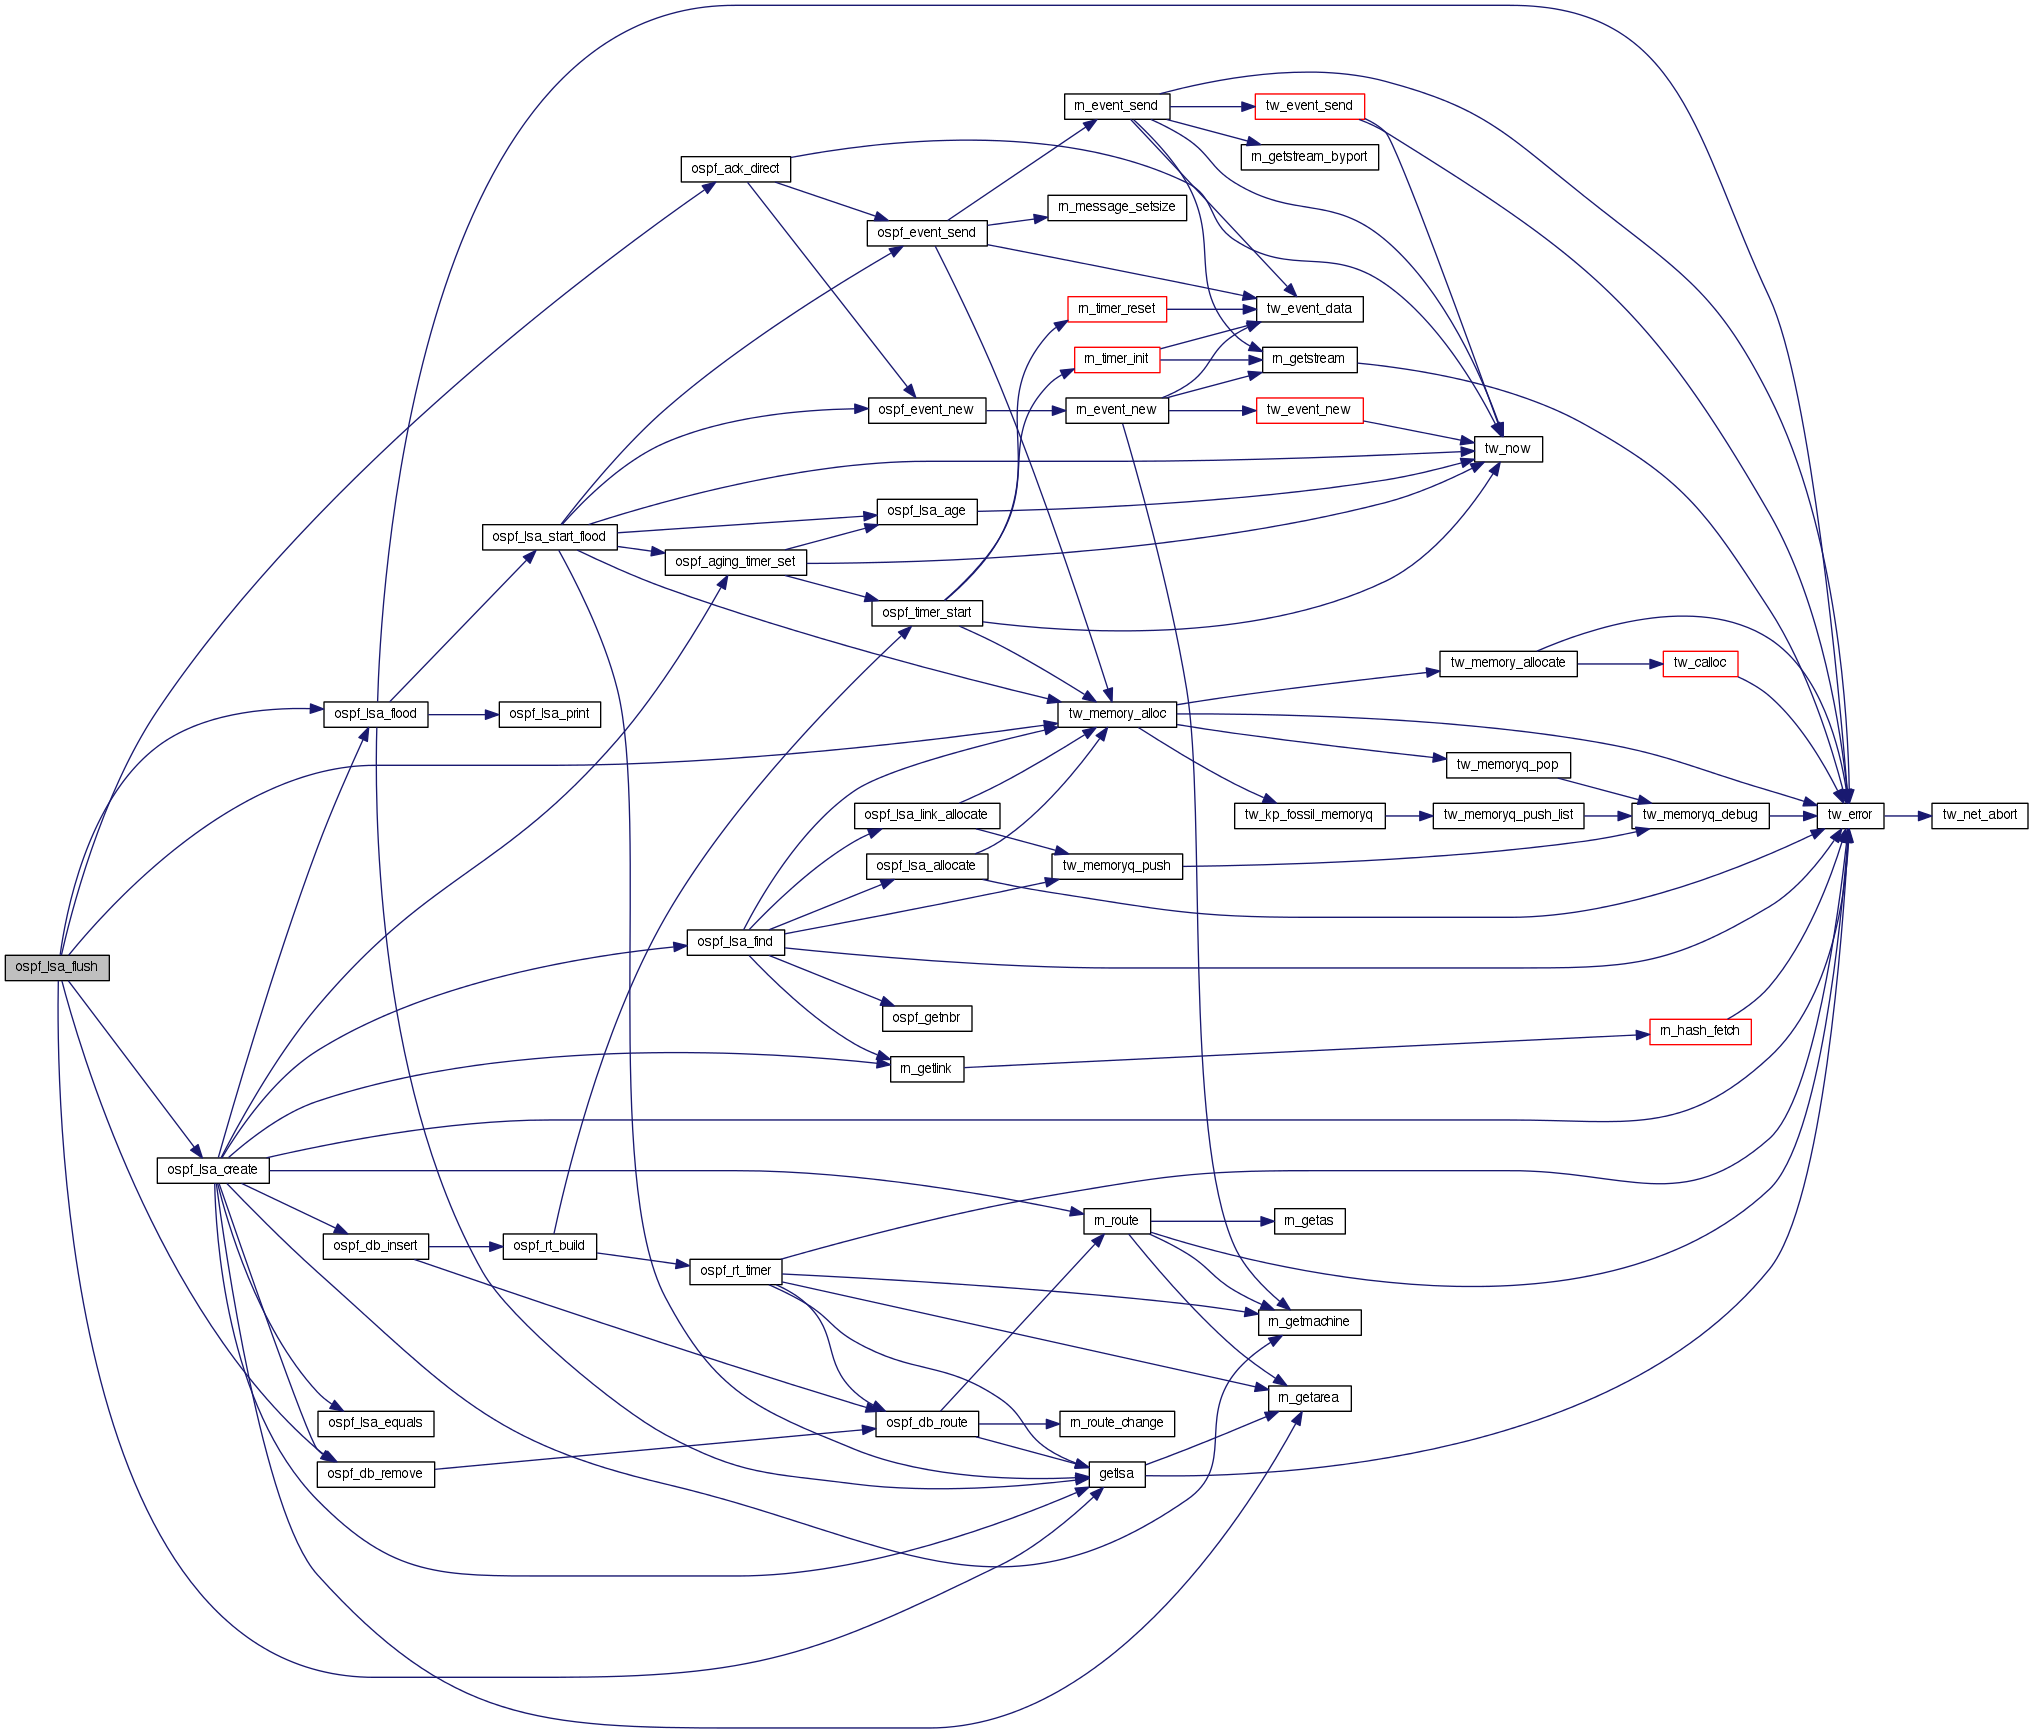 rn_event_send
tw_event_send
rn_getstream_byport
ospf_ack_direct
rn_message_setsize
ospf_event_send
rn_timer_reset
tw_event_data
rn_timer_init
rn_getstream
ospf_event_new
rn_event_new
tw_event_new
tw_now
ospf_lsa_age
ospf_lsa_start_flood
ospf_aging_timer_set
ospf_timer_start
tw_memory_allocate
tw_calloc
ospf_lsa_flood
ospf_lsa_print
tw_memory_alloc
tw_memoryq_pop
ospf_lsa_link_allocate
tw_kp_fossil_memoryq
tw_memoryq_push_list
tw_memoryq_debug
tw_error
tw_net_abort
ospf_lsa_allocate
tw_memoryq_push
ospf_lsa_find
ospf_lsa_flush
ospf_getnbr
rn_hash_fetch
rn_getlink
ospf_lsa_create
rn_route
rn_getas
ospf_db_insert
ospf_rt_build
ospf_rt_timer
rn_getmachine
rn_getarea
ospf_lsa_equals
ospf_db_route
rn_route_change
ospf_db_remove
getlsa